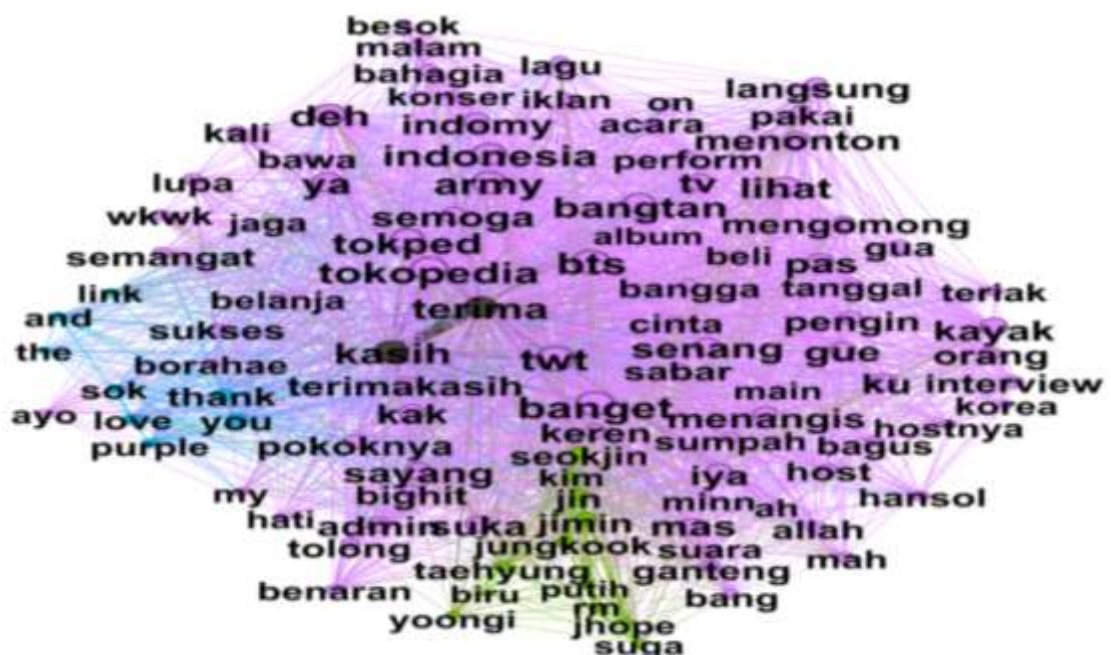 besok
malam
bahagia lagu
konser iklan on langsung
deh indomy acara pakai
kali menonton
bawa indonesia perform
lupa ya army tv lihat
wkwk jaga semoga bangtan mengomong
tokped album beli gua
semangat tokopedia bts pas
link belanja terima bangga tanggal teriak
and sukses cinta pengin kayak
the borahae kasih twt senang gue orang
sok thank terimakasih sabar main ku interview
ayo love you kak banget menangis korea
purple pokoknya keren sumpah bagus hostnya
sayang seokjin
my bighit kim iya host hansol
jin minn ah
hati admin suka jimin mas allah
tolong jungkook suara mah
benaran taehyung ganteng
biru putih bang
yoongi rm
jhope
suga